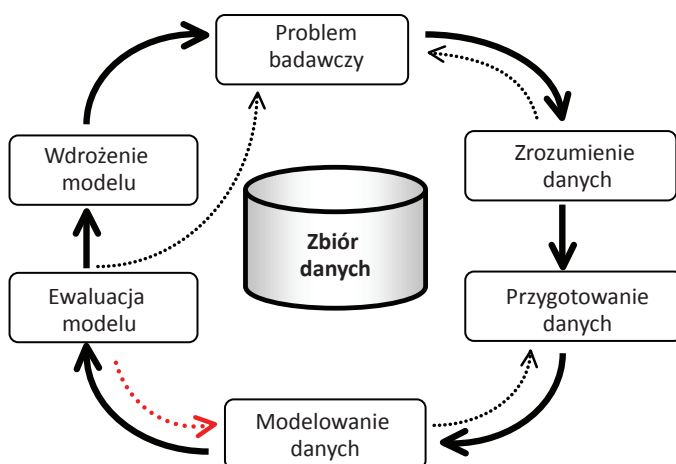 Problem
badawczy
Wdrożenie
modelu
Zrozumienie
danych
Zbiór
danych
Ewaluacja
modelu
Przygotowanie
danych
Modelowanie
danych